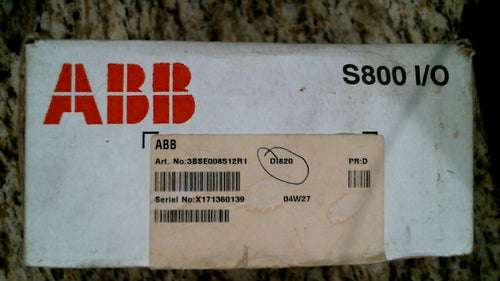 ABB
S800 I/O
ABB
Art. No:3BSE008512R1 DI820 PR:D
Serial No:X171360139 04W27